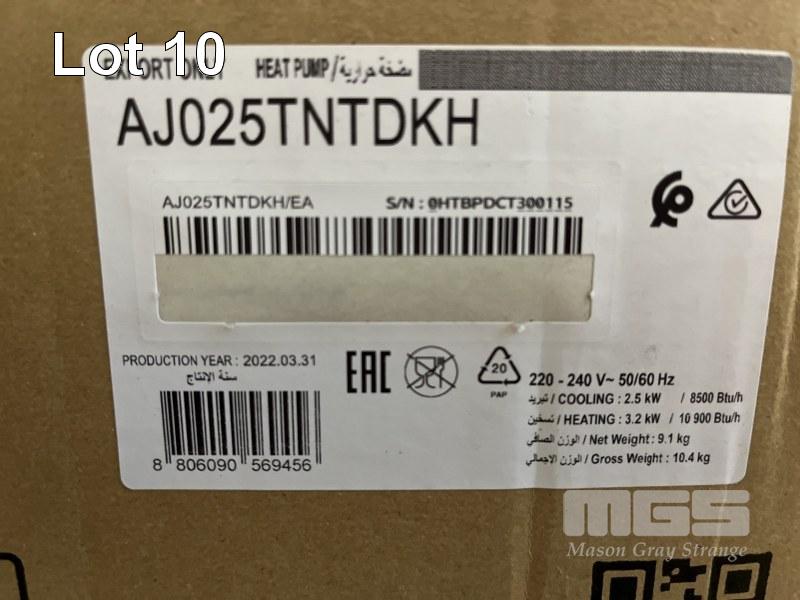 Lot 10
EXPORT ONLY HEAT PUMP/مضخة حرارية
AJ025TNTDKH
AJ025TNTDKH/EA S/N : 0HTBPDCT300115
PRODUCTION YEAR : 2022.03.31
سنة الإنتاج
EAC
20
PAP
220 - 240 V~ 50/60 Hz
تبريد / COOLING : 2.5 kW / 8500 Btu/h
تسخين / HEATING : 3.2 kW / 10 900 Btu/h
الوزن الصافي / Net Weight : 9.1 kg
الوزن الإجمالي / Gross Weight : 10.4 kg
8 806090 569456
MGS
Mason Gray Strange